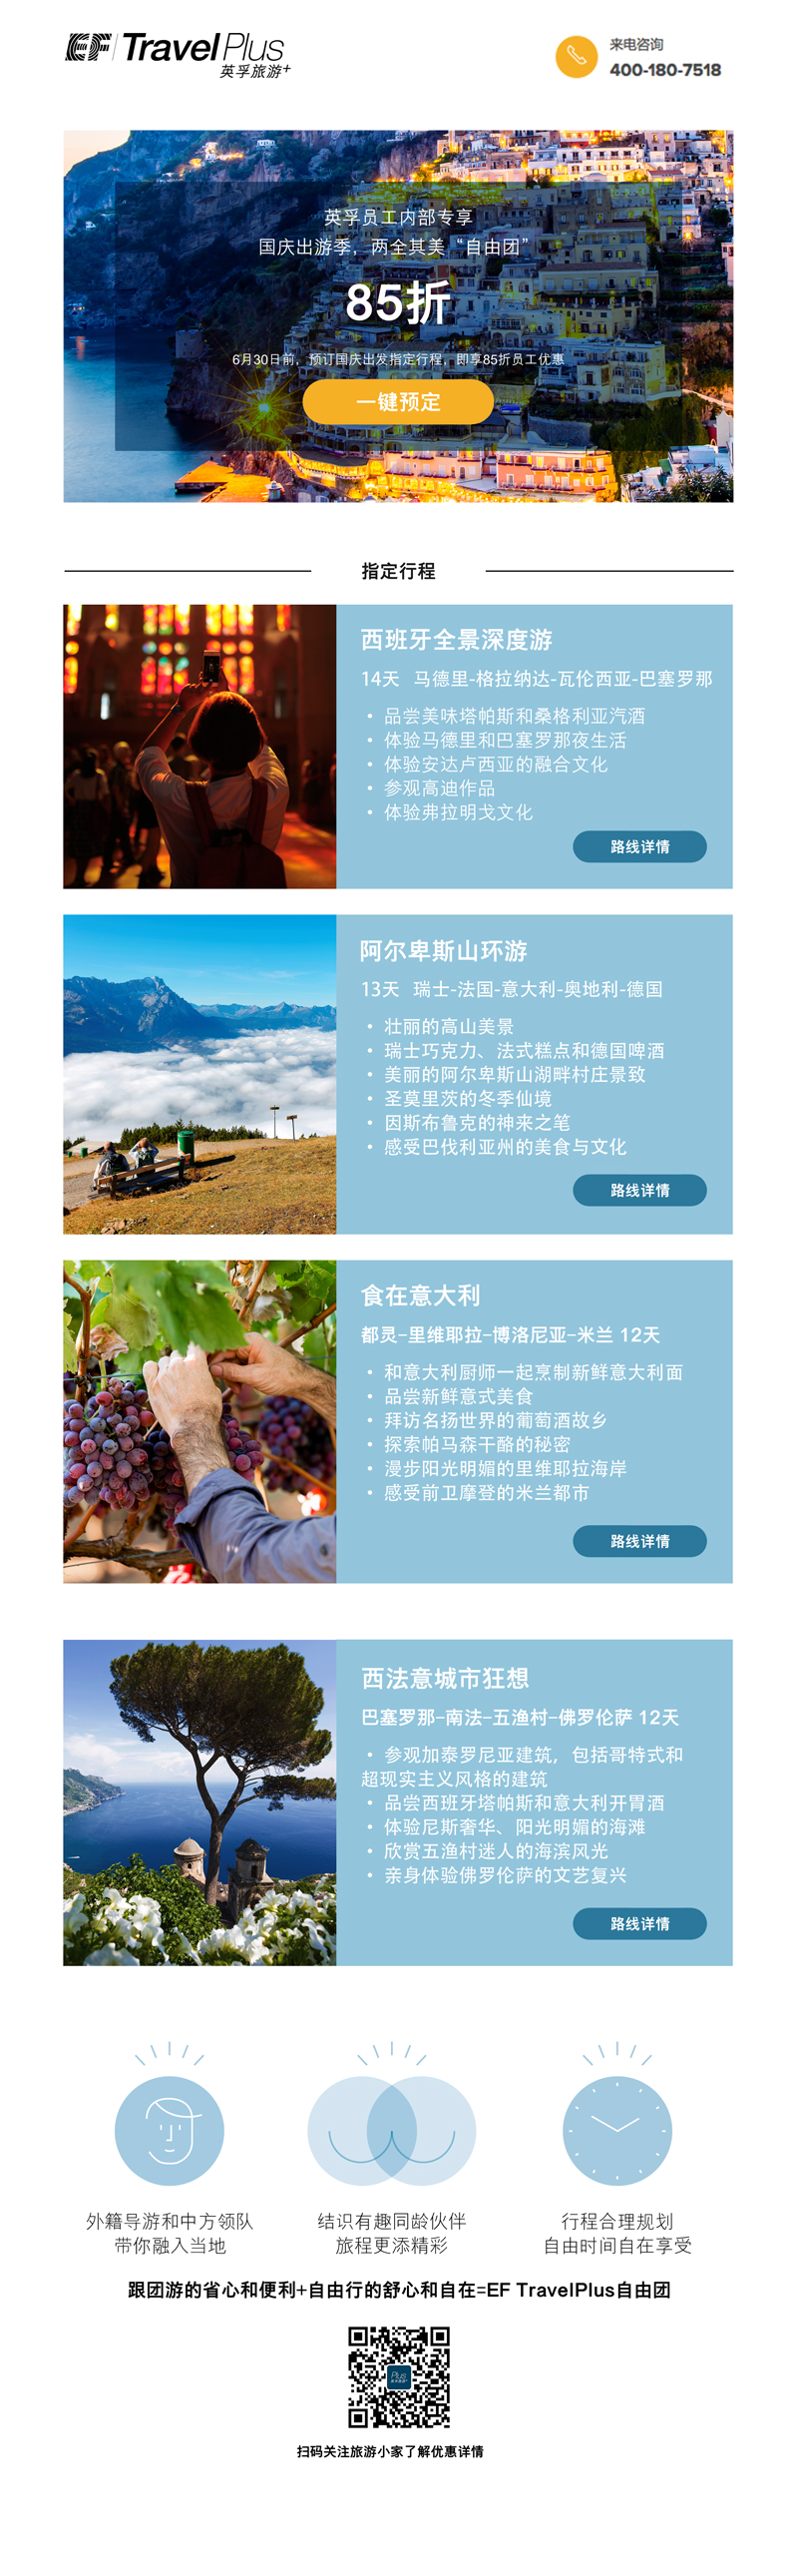 EF TravelPlus
英孚旅游+
来电咨询
400-180-7518
英孚员工内部专享
国庆出游季，两全其美“自由团”
85折
6月30日前，预订国庆出发指定行程，即享85折员工优惠
一键预定
指定行程
西班牙全景深度游
14天 马德里-格拉纳达-瓦伦西亚-巴塞罗那
• 品尝美味塔帕斯和桑格利亚汽酒
• 体验马德里和巴塞罗那夜生活
• 体验安达卢西亚的融合文化
• 参观高迪作品
• 体验弗拉明戈文化
路线详情
阿尔卑斯山环游
13天 瑞士-法国-意大利-奥地利-德国
• 壮丽的高山美景
• 瑞士巧克力、法式糕点和德国啤酒
• 美丽的阿尔卑斯山湖畔村庄景致
• 圣莫里茨的冬季仙境
• 因斯布鲁克的神来之笔
• 感受巴伐利亚州的美食与文化
路线详情
食在意大利
都灵-里维耶拉-博洛尼亚-米兰 12天
• 和意大利厨师一起烹制新鲜意大利面
• 品尝新鲜意式美食
• 拜访名扬世界的葡萄酒故乡
• 探索帕马森干酪的秘密
• 漫步阳光明媚的里维耶拉海岸
• 感受前卫摩登的米兰都市
路线详情
西法意城市狂想
巴塞罗那-南法-五渔村-佛罗伦萨 12天
• 参观加泰罗尼亚建筑，包括哥特式和
超现实主义风格的建筑
• 品尝西班牙塔帕斯和意大利开胃酒
• 体验尼斯奢华、阳光明媚的海滩
• 欣赏五渔村迷人的海滨风光
• 亲身体验佛罗伦萨的文艺复兴
路线详情
外籍导游和中方领队
带你融入当地
结识有趣同龄伙伴
旅程更添精彩
行程合理规划
自由时间自在享受
跟团游的省心和便利+自由行的舒心和自在=EF TravelPlus自由团
Plus
扫码关注旅游小家了解优惠详情